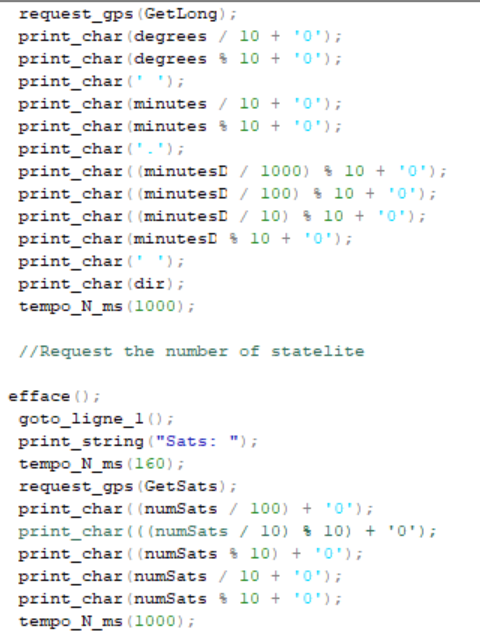 request_gps(GetLong);
print_char(degrees / 10 + '0');
print_char(degrees % 10 + '0');
print_char(' ');
print_char(minutes / 10 + '0');
print_char(minutes % 10 + '0');
print_char('.');
print_char((minutesD / 1000) % 10 + '0');
print_char((minutesD / 100) % 10 + '0');
print_char((minutesD / 10) % 10 + '0');
print_char(minutesD % 10 + '0');
print_char(' ');
print_char(dir);
tempo_N_ms(1000);
//Request the number of statelite
efface();
goto_ligne_1();
print_string("Sats: ");
tempo_N_ms(160);
request_gps(GetSats);
print_char((numSats / 100) + '0');
print_char(((numSats / 10) % 10) + '0');
print_char((numSats % 10) + '0');
print_char(numSats / 10 + '0');
print_char(numSats % 10 + '0');
tempo_N_ms(1000);